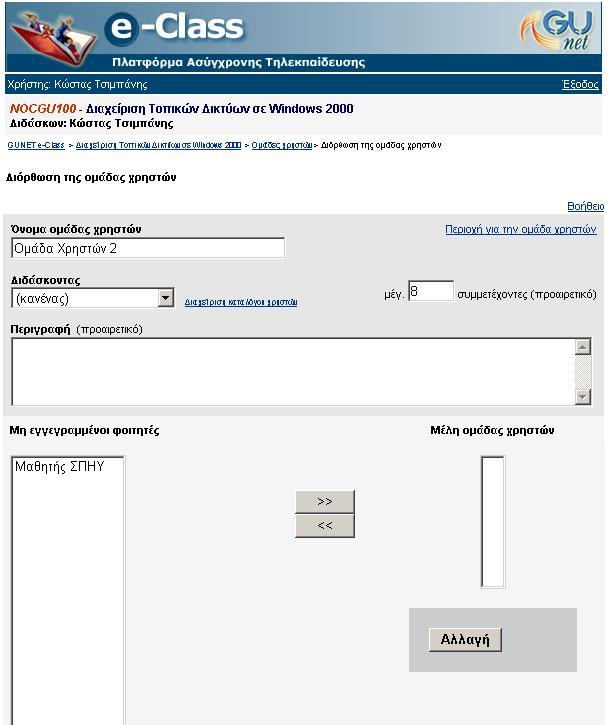 e-Class
GU
net
Πλατφόρμα Ασύγχρονης Τηλεκπαίδευσης
Χρήστης: Κώστας Τσιμπάνης
Έξοδος
NOCGU100 - Διαχείριση Τοπικών Δικτύων σε Windows 2000
Διδάσκων: Κώστας Τσιμπάνης
GUNET e-Class > Διαχείριση Τοπικών Δικτύων σε Windows 2000 > Ομάδες χρηστών > Διόρθωση της ομάδας χρηστών
Διόρθωση της ομάδας χρηστών
Βοήθεια
Όνομα ομάδας χρηστών
Περιοχή για την ομάδα χρηστών
Ομάδα Χρηστών 2
Διδάσκοντας
(κανένας)
Διαχείριση καταλόγου χρηστών
μέγ. 8 συμμετέχοντες (προαιρετικό)
Περιγραφή (προαιρετικό)
Μη εγγεγραμμένοι φοιτητές
Μέλη ομάδας χρηστών
Μαθητής ΣΠΗΥ
>>
<<
Αλλαγή